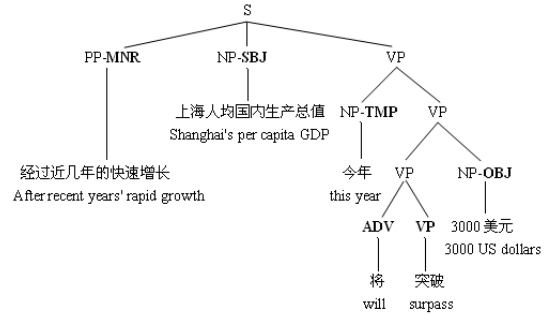 S
PP-MNR NP-SBJ VP
上海人均国内生产总值 NP-TMP VP
Shanghai's per capita GDP
经过近几年的快速增长 今年 VP NP-OBJ
After recent years' rapid growth this year
ADV VP 3000 美元
3000 US dollars
将 突破
will surpass